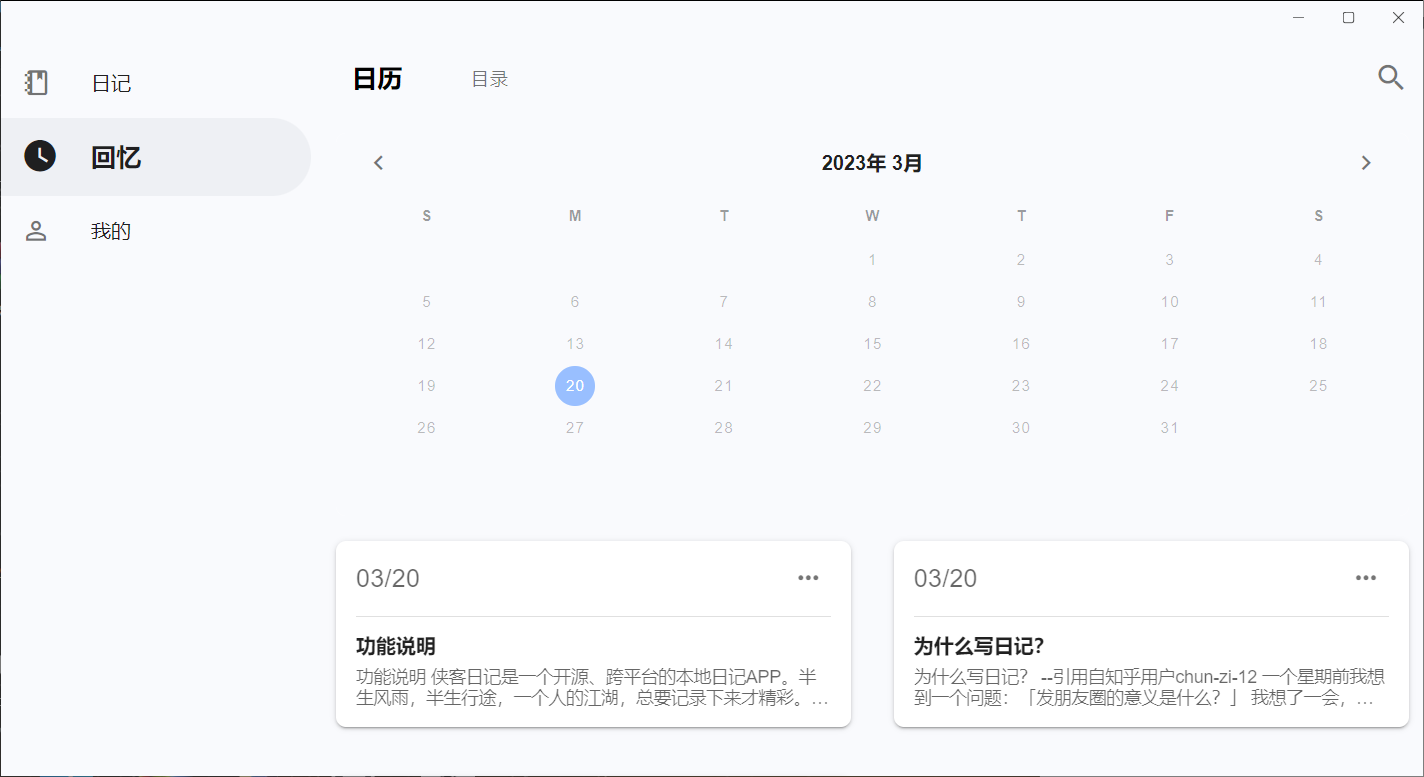 日记
回忆
我的
日历 目录
2023年 3月
S M T W T F S
1 2 3 4
5 6 7 8 9 10 11
12 13 14 15 16 17 18
19 20 21 22 23 24 25
26 27 28 29 30 31
03/20
功能说明
功能说明 侠客日记是一个开源、跨平台的本地日记APP。半
生风雨，半生行途，一个人的江湖，总要记录下来才精彩。…
03/20
为什么写日记？
为什么写日记？ --引用自知乎用户chun-zi-12 一个星期前我想
到一个问题：「发朋友圈的意义是什么？」 我想了一会，…